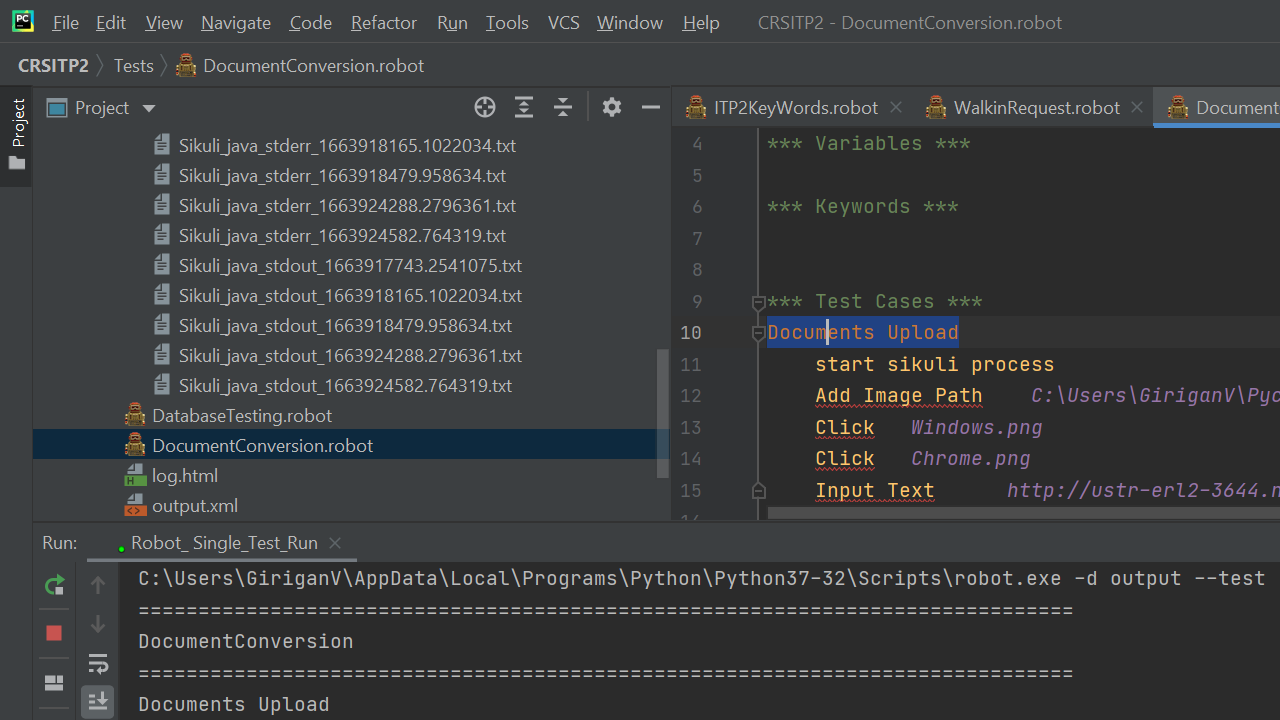 PC File Edit View Navigate Code Refactor Run Tools VCS Window Help CRSITP2 - DocumentConversion.robot
CRSITP2 Tests DocumentConversion.robot
Project
Project
ITP2KeyWords.robot WalkinRequest.robot Document
Sikuli_java_stderr_1663918165.1022034.txt
Sikuli_java_stderr_1663918479.958634.txt
Sikuli_java_stderr_1663924288.2796361.txt
Sikuli_java_stderr_1663924582.764319.txt
Sikuli_java_stdout_1663917743.2541075.txt
Sikuli_java_stdout_1663918165.1022034.txt
Sikuli_java_stdout_1663918479.958634.txt
Sikuli_java_stdout_1663924288.2796361.txt
Sikuli_java_stdout_1663924582.764319.txt
DatabaseTesting.robot
DocumentConversion.robot
log.html
output.xml
4 *** Variables ***
5
6 *** Keywords ***
7
8
9 *** Test Cases ***
10 Documents Upload
11 start sikuli process
12 Add Image Path C:\Users\GiriganV\Pyc
13 Click Windows.png
14 Click Chrome.png
15 Input Text http://ustr-erl2-3644.n
Run: Robot_ Single_Test_Run
C:\Users\GiriganV\AppData\Local\Programs\Python\Python37-32\Scripts\robot.exe -d output --test
==============================================================================
DocumentConversion
==============================================================================
Documents Upload